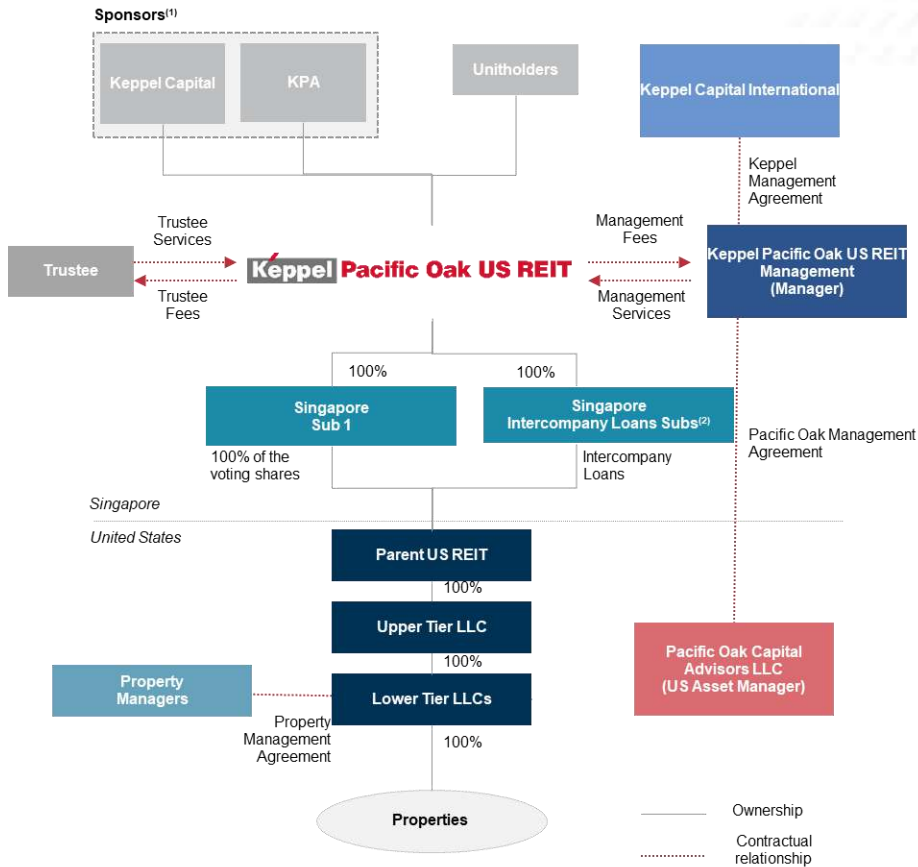 Sponsors(1)
Keppel Capital
KPA
Unitholders
Keppel Capital International
Keppel
Management
Agreement
Trustee
Services
Management
Fees
Trustee
Keppel Pacific Oak US REIT
Keppel Pacific Oak US REIT
Management
(Manager)
Trustee
Fees
Management
Services
100%
100%
Singapore
Sub 1
Singapore
Intercompany Loans Subs(2)
100% of the
voting shares
Intercompany
Loans
Pacific Oak Management
Agreement
Singapore
United States
Parent US REIT
100%
Upper Tier LLC
100%
Pacific Oak Capital
Advisors LLC
(US Asset Manager)
Property
Managers
Lower Tier LLCs
Property
Management
Agreement
100%
Properties
Ownership
Contractual
relationship